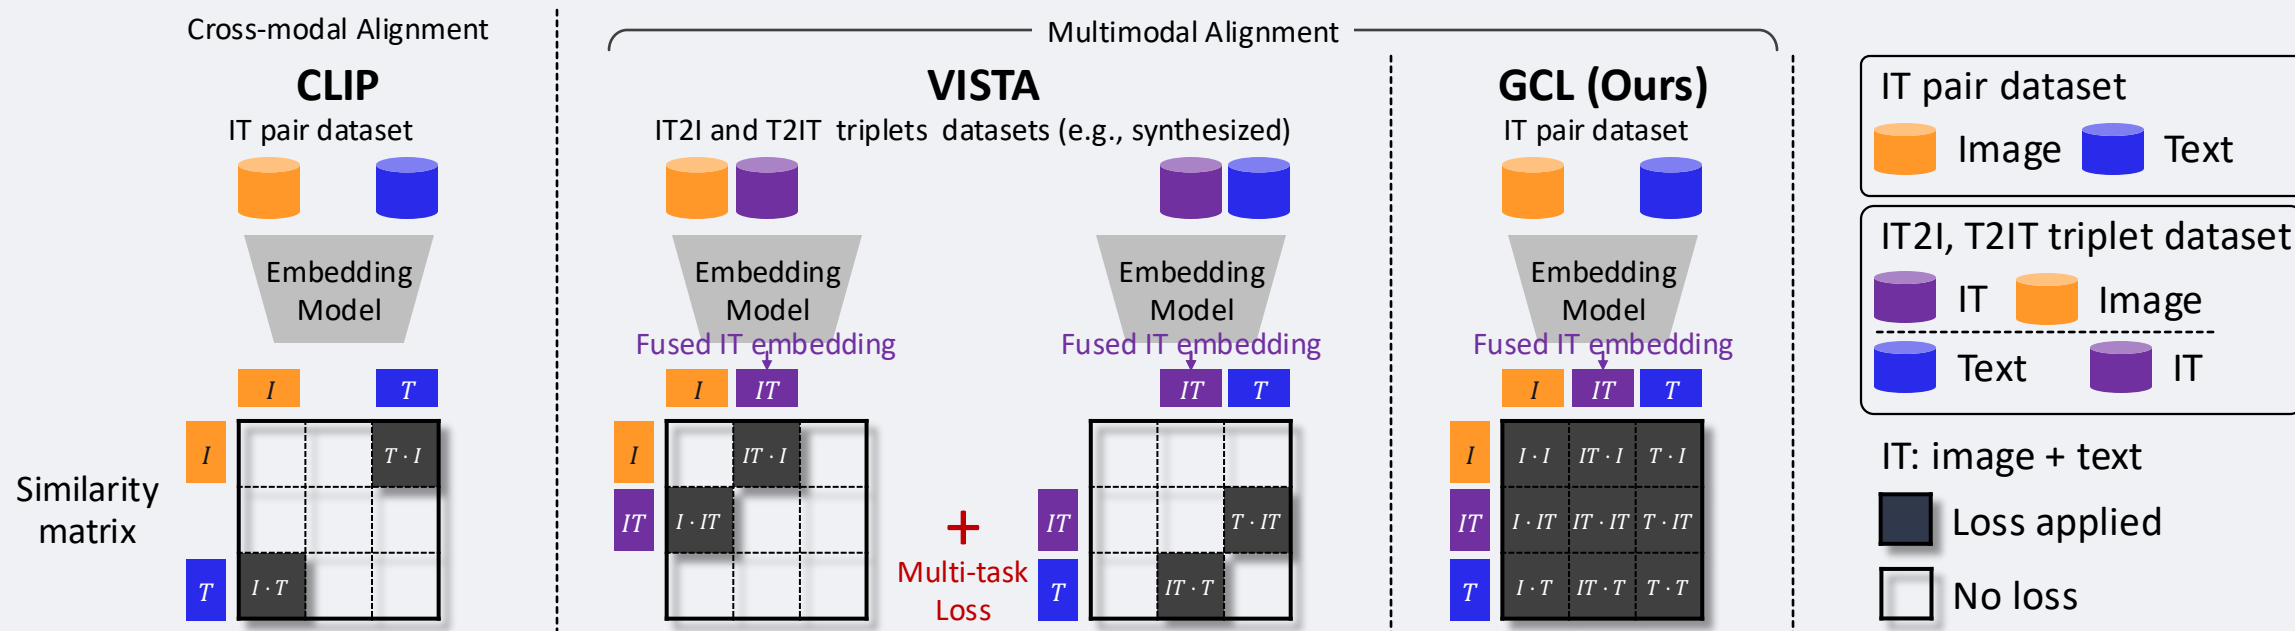 Cross-modal Alignment
CLIP
IT pair dataset
Embedding
Model
I
T
I
T · I
Similarity
matrix
T
I · T
Multimodal Alignment
VISTA
IT2I and T2IT triplets datasets (e.g., synthesized)
Embedding
Model
Fused IT embedding
I
IT
I
IT · I
IT
I · IT
+
Multi-task
Loss
Embedding
Model
Fused IT embedding
IT
T
IT
T · IT
T
IT · T
GCL (Ours)
IT pair dataset
Embedding
Model
Fused IT embedding
I
IT
T
I
I · I
IT · I
T · I
IT
I · IT
IT · IT
T · IT
T
I · T
IT · T
T · T
IT pair dataset
Image
Text
IT2I, T2IT triplet dataset
IT
Image
Text
IT
IT: image + text
Loss applied
No loss